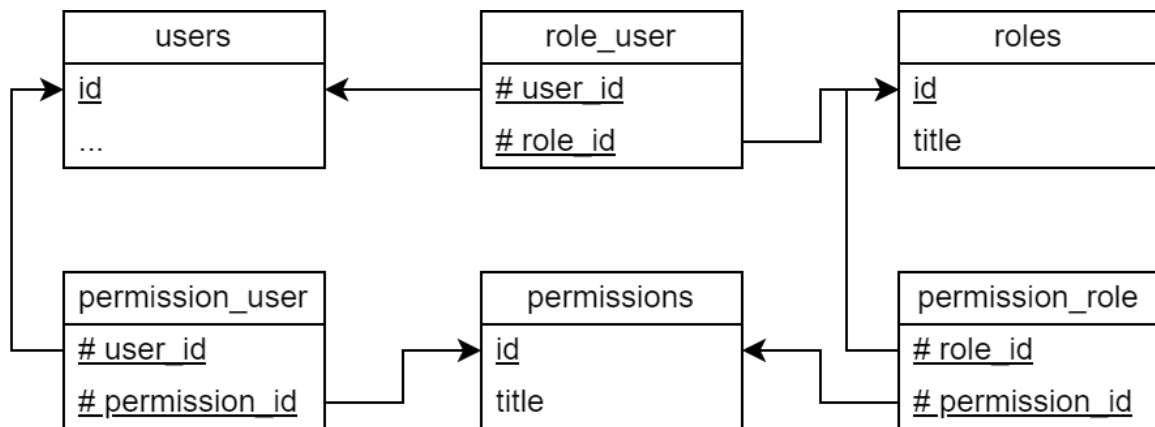 users
id
...
role_user
# user_id
# role_id
roles
id
title
permission_user
# user_id
# permission_id
permissions
id
title
permission_role
# role_id
# permission_id